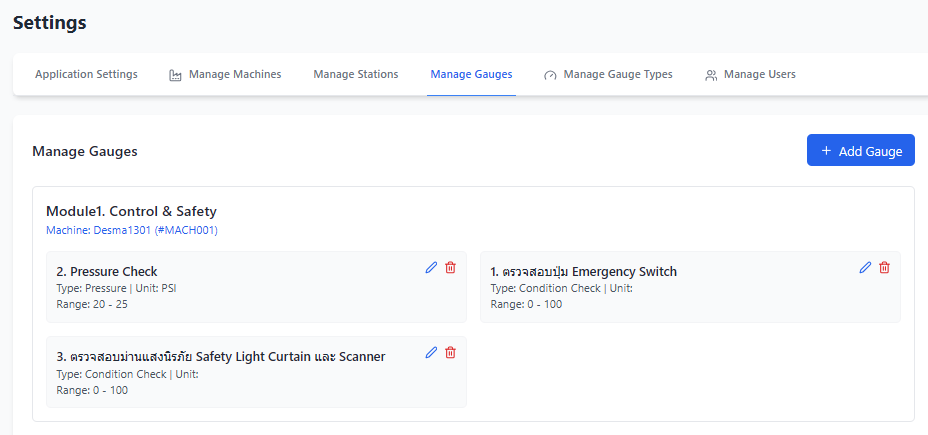 Settings
Application Settings
Manage Machines
Manage Stations
Manage Gauges
Manage Gauge Types
Manage Users
Manage Gauges
+ Add Gauge
Module1. Control & Safety
Machine: Desma1301 (#MACH001)
2. Pressure Check
Type: Pressure | Unit: PSI
Range: 20 - 25
1. ตรวจสอบปุ่ม Emergency Switch
Type: Condition Check | Unit:
Range: 0 - 100
3. ตรวจสอบม่านแสงนิรภัย Safety Light Curtain และ Scanner
Type: Condition Check | Unit:
Range: 0 - 100